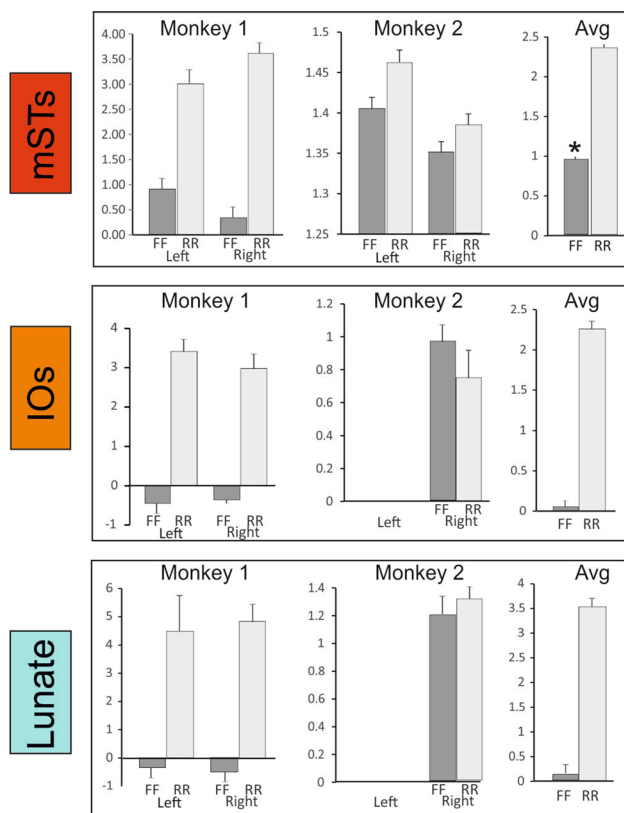 mSTs
Monkey 1
Monkey 2
Avg
4.00
3.50
3.00
2.50
2.00
1.50
1.00
0.50
0.00
FF RR FF RR
Left Right
1.5
1.45
1.4
1.35
1.3
1.25
FF RR FF RR
Left Right
2.5
2
1.5
1
0.5
0
*
FF RR
IOs
Monkey 1
Monkey 2
Avg
4
3
2
1
0
-1
FF RR FF RR
Left Right
1.2
1
0.8
0.6
0.4
0.2
0
FF RR
Left Right
2.5
2
1.5
1
0.5
0
FF RR
Lunate
Monkey 1
Monkey 2
Avg
6
5
4
3
2
1
0
-1
FF RR FF RR
Left Right
1.4
1.2
1
0.8
0.6
0.4
0.2
0
FF RR
Left Right
4
3.5
3
2.5
2
1.5
1
0.5
0
FF RR